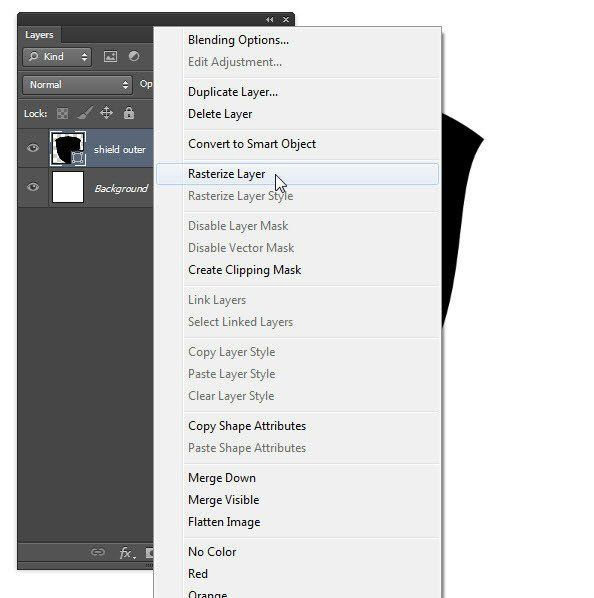 Layers
Kind
Normal
Op
Lock:
shield outer
Background
fx.
Blending Options...
Edit Adjustment...
Duplicate Layer...
Delete Layer
Convert to Smart Object
Rasterize Layer
Rasterize Layer Style
Disable Layer Mask
Disable Vector Mask
Create Clipping Mask
Link Layers
Select Linked Layers
Copy Layer Style
Paste Layer Style
Clear Layer Style
Copy Shape Attributes
Paste Shape Attributes
Merge Down
Merge Visible
Flatten Image
No Color
Red
Orange